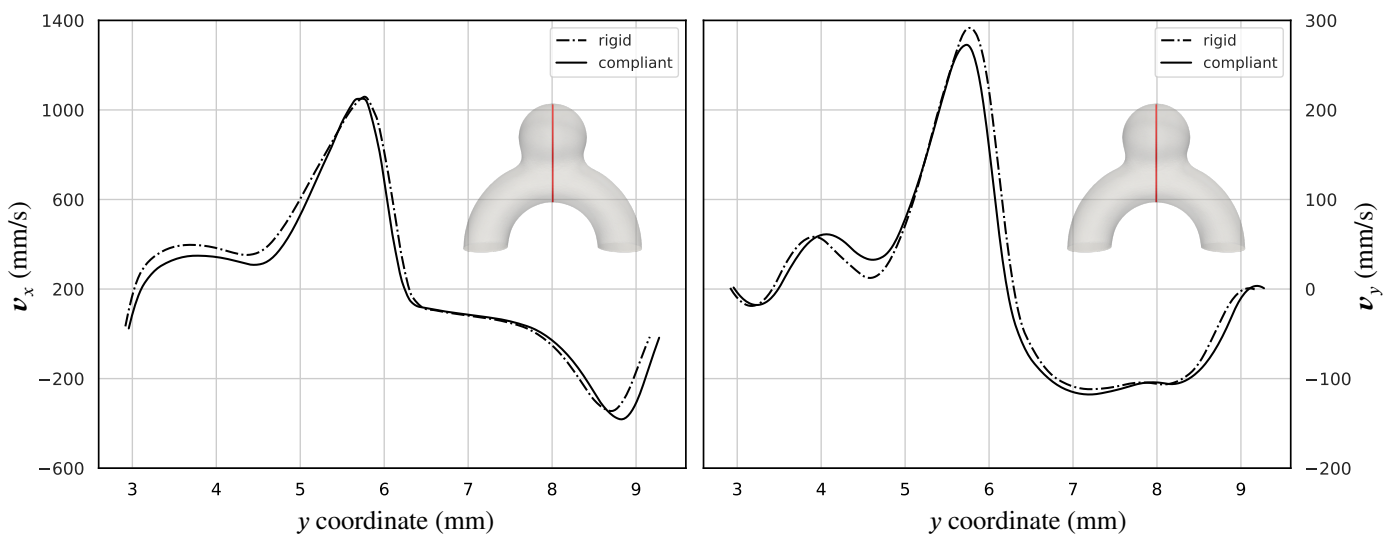 1400
1000
600
200
−200
−600
v_x (mm/s)
rigid
compliant
3 4 5 6 7 8 9
y coordinate (mm)
rigid
compliant
300
200
100
0
−100
−200
v_y (mm/s)
3 4 5 6 7 8 9
y coordinate (mm)